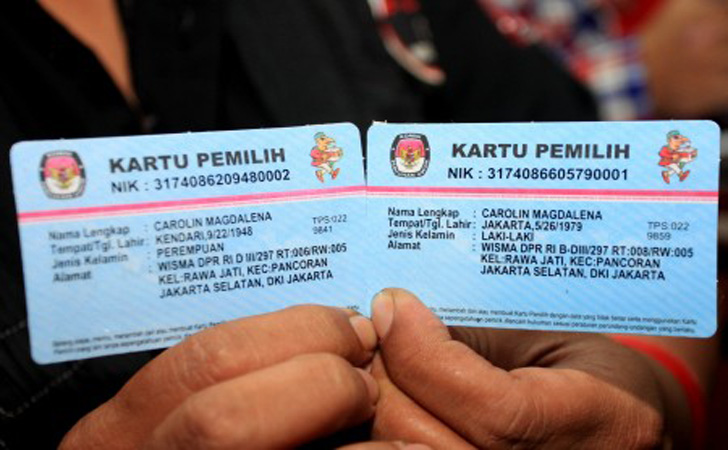 KARTU PEMILIH
NIK : 3174086209480002
Nama Lengkap : CAROLIN MAGDALENA TPS:022
Tempat/Tgl. Lahir: KENDARI,9/22/1948 9841
Jenis Kelamin : PEREMPUAN
Alamat : WISMA DPR RI D III/297 RT:006/RW:005
KEL:RAWA JATI, KEC:PANCORAN
JAKARTA SELATAN, DKI JAKARTA
KARTU PEMILIH
NIK : 3174086605790001
Nama Lengkap : CAROLIN MAGDALENA TPS:022
Tempat/Tgl. Lahir: JAKARTA,5/26/1979 9859
Jenis Kelamin : LAKI-LAKI
Alamat : WISMA DPR RI B-DIII/297 RT:008/RW:005
KEL:RAWA JATI, KEC:PANCORAN
JAKARTA SELATAN, DKI JAKARTA